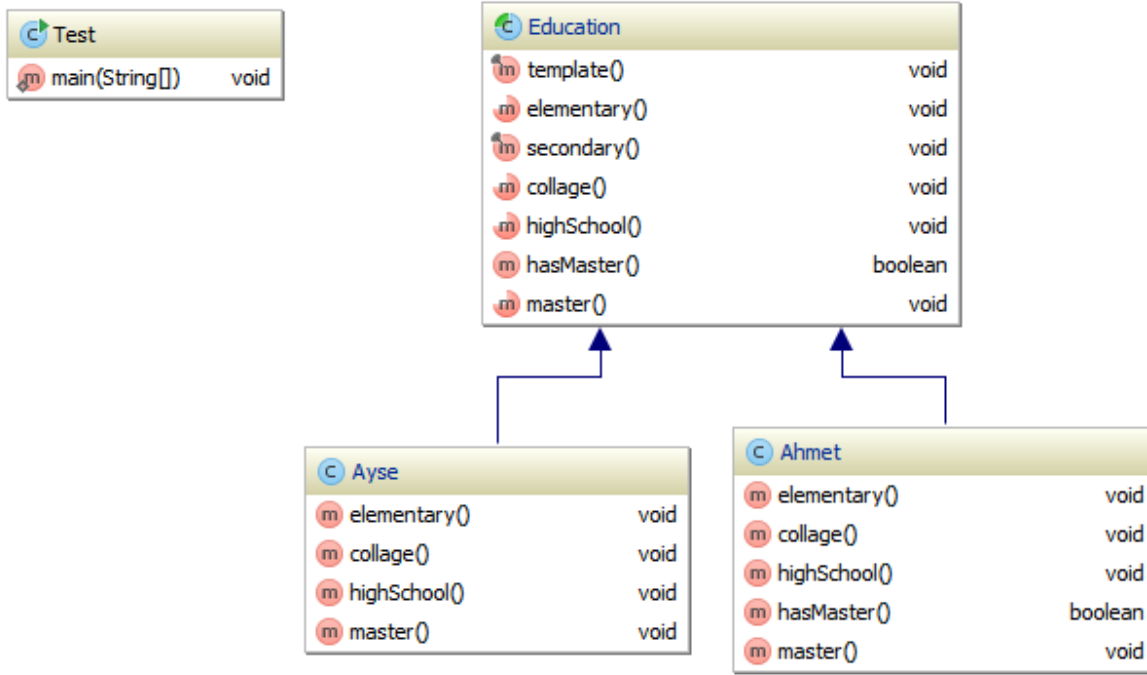 Test
main(String[]) void
Education
template() void
elementary() void
secondary() void
collage() void
highSchool() void
hasMaster() boolean
master() void
Ayse
elementary() void
collage() void
highSchool() void
master() void
Ahmet
elementary() void
collage() void
highSchool() void
hasMaster() boolean
master() void